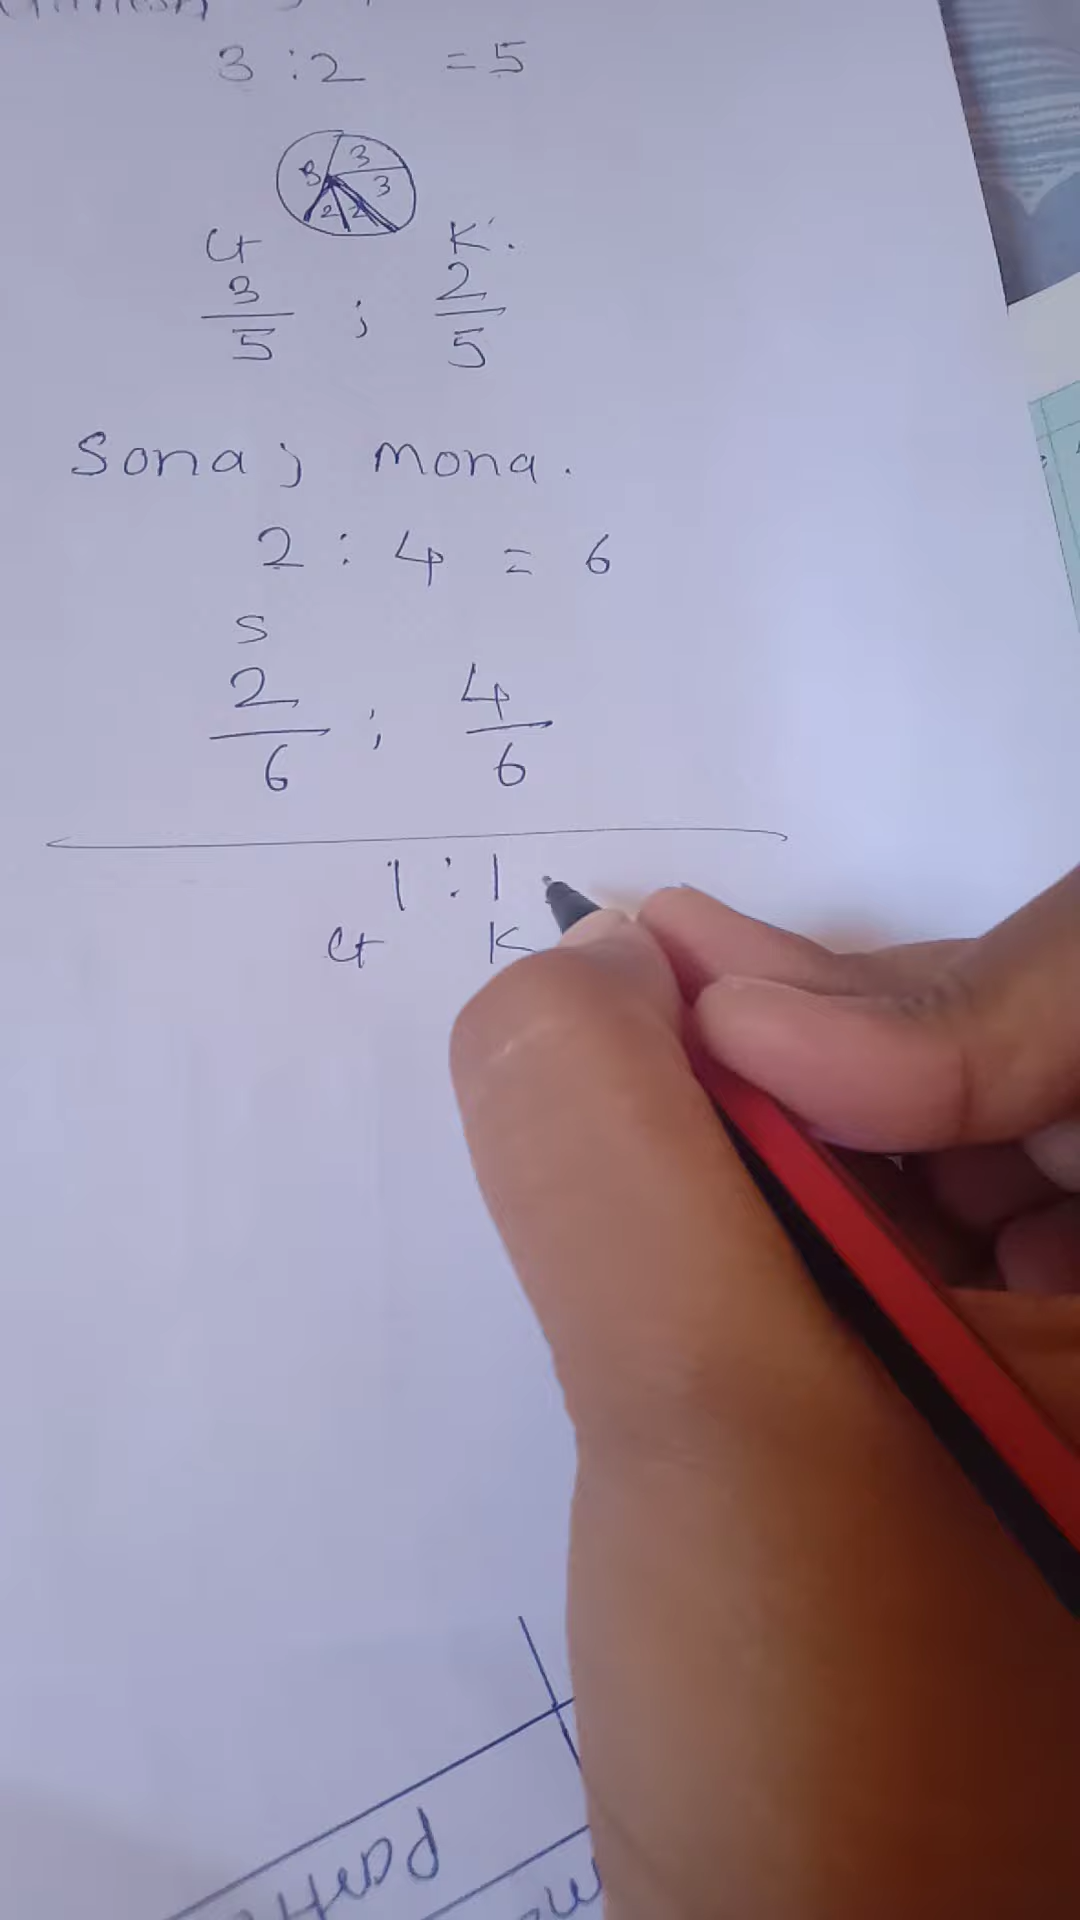 3 : 2 = 5
3 3
3
2 2
G K.
3/5 ; 2/5
Sona ; mona.
2 : 4 = 6
S
2/6 ; 4/6
1 : 1
G K